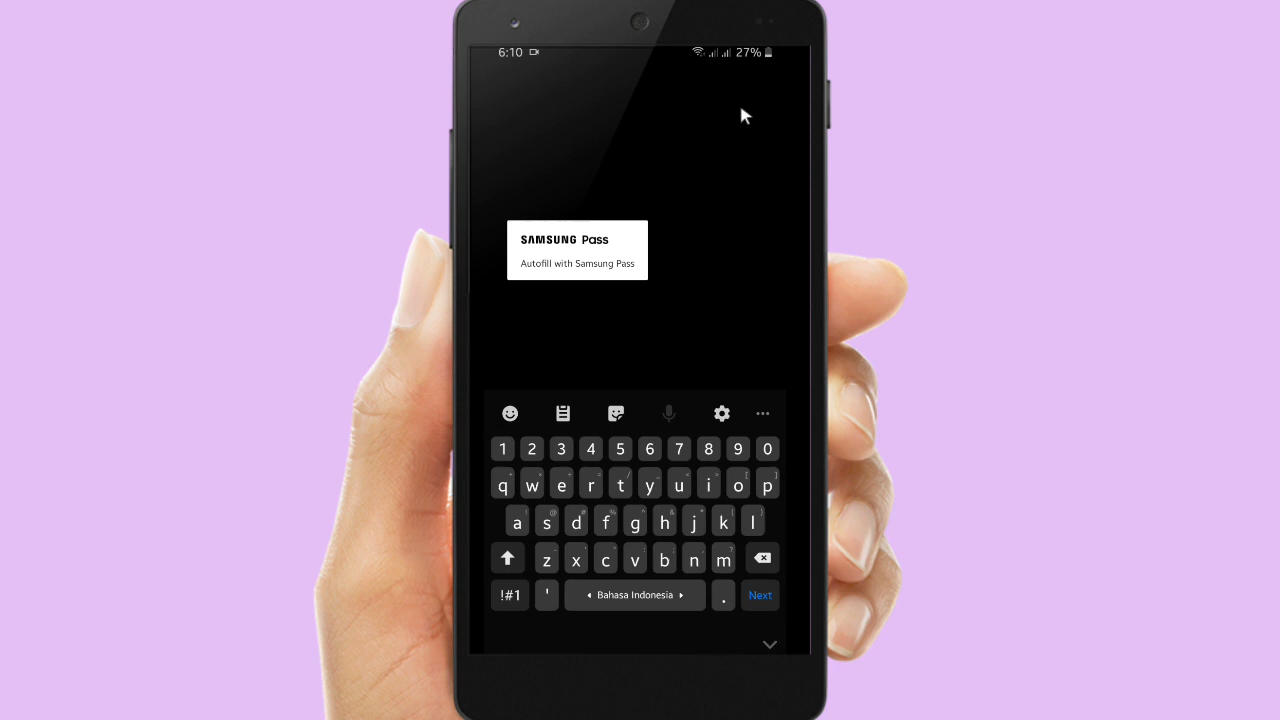 6:10 27%
SAMSUNG Pass
Autofill with Samsung Pass
1 2 3 4 5 6 7 8 9 0
q w e r t y u i o p
a s d f g h j k l
z x c v b n m
!#1 ' Bahasa Indonesia . Next